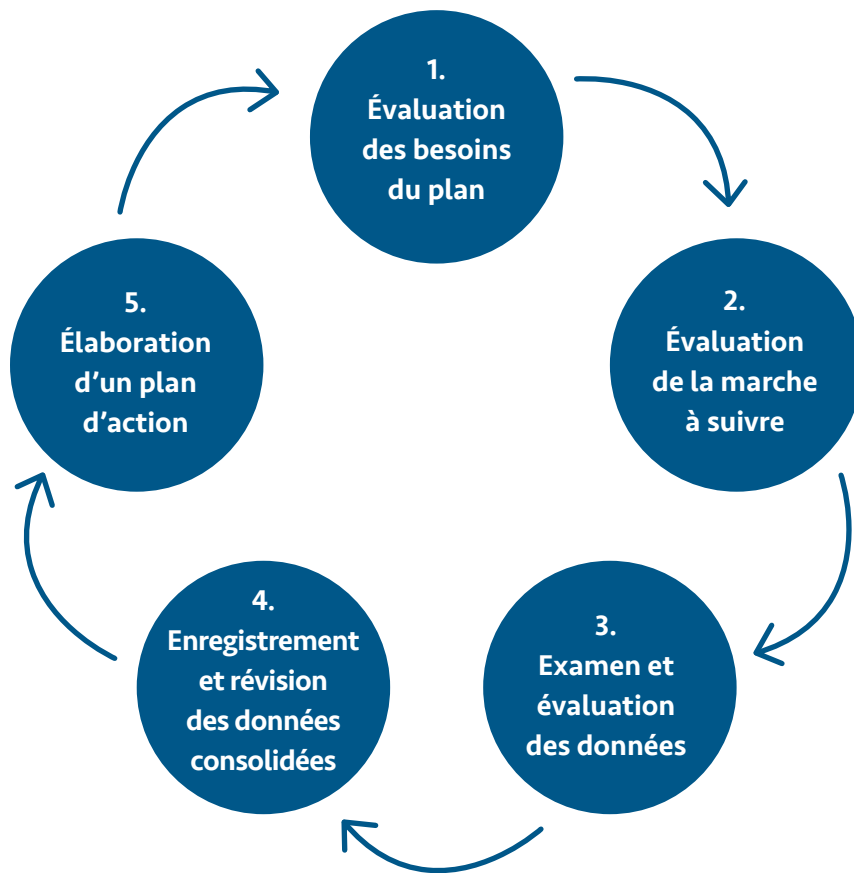 1.
Évaluation
des besoins
du plan
2.
Évaluation
de la marche
à suivre
3.
Examen et
évaluation
des données
4.
Enregistrement
et révision
des données
consolidées
5.
Élaboration
d’un plan
d’action